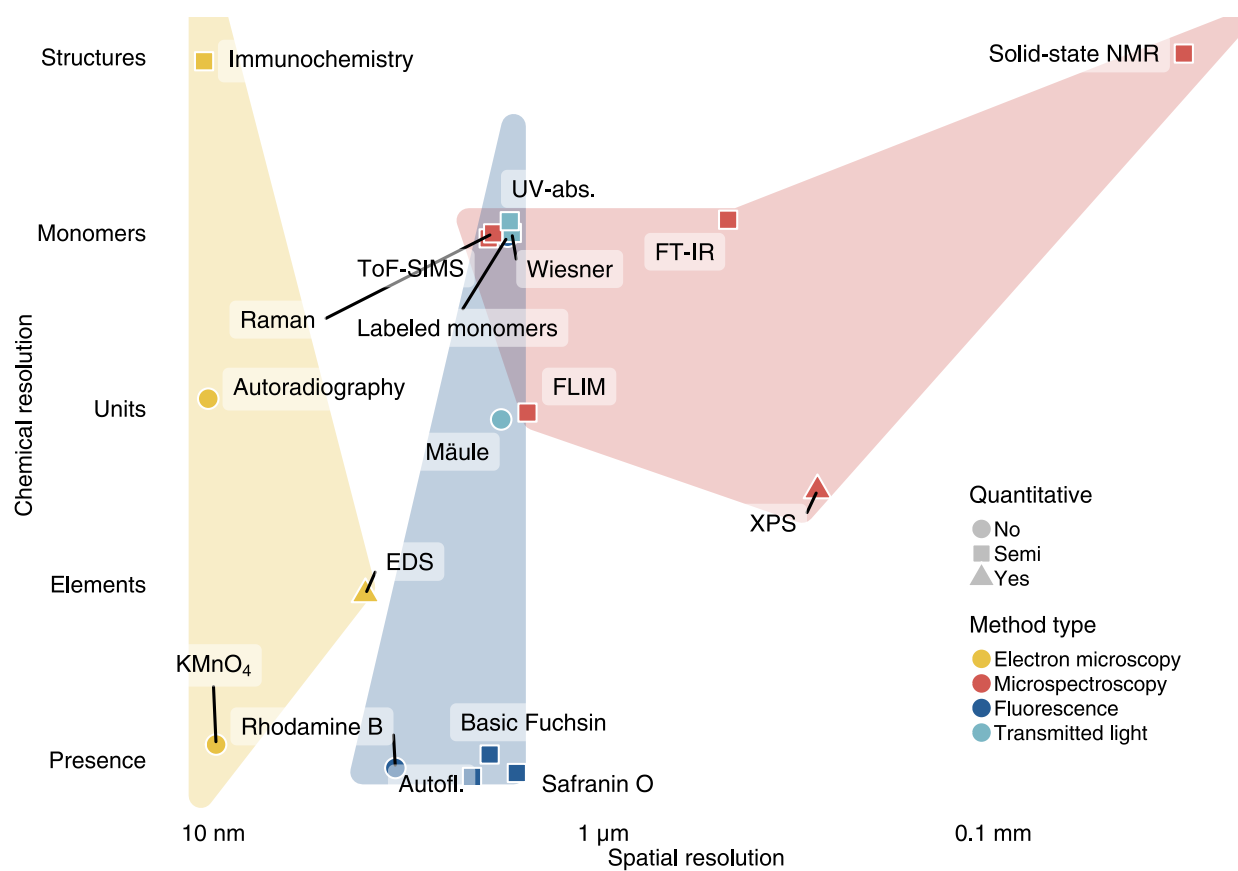 Structures
Immunochemistry
Solid-state NMR
UV-abs.
Monomers
FT-IR
ToF-SIMS
Wiesner
Raman
Labeled monomers
Autoradiography
FLIM
Units
Mäule
Chemical resolution
Quantitative
No
Semi
Yes
XPS
EDS
Elements
Method type
Electron microscopy
Microspectroscopy
Fluorescence
Transmitted light
KMnO₄
Rhodamine B
Basic Fuchsin
Presence
Autofl.
Safranin O
10 nm
1 µm
0.1 mm
Spatial resolution